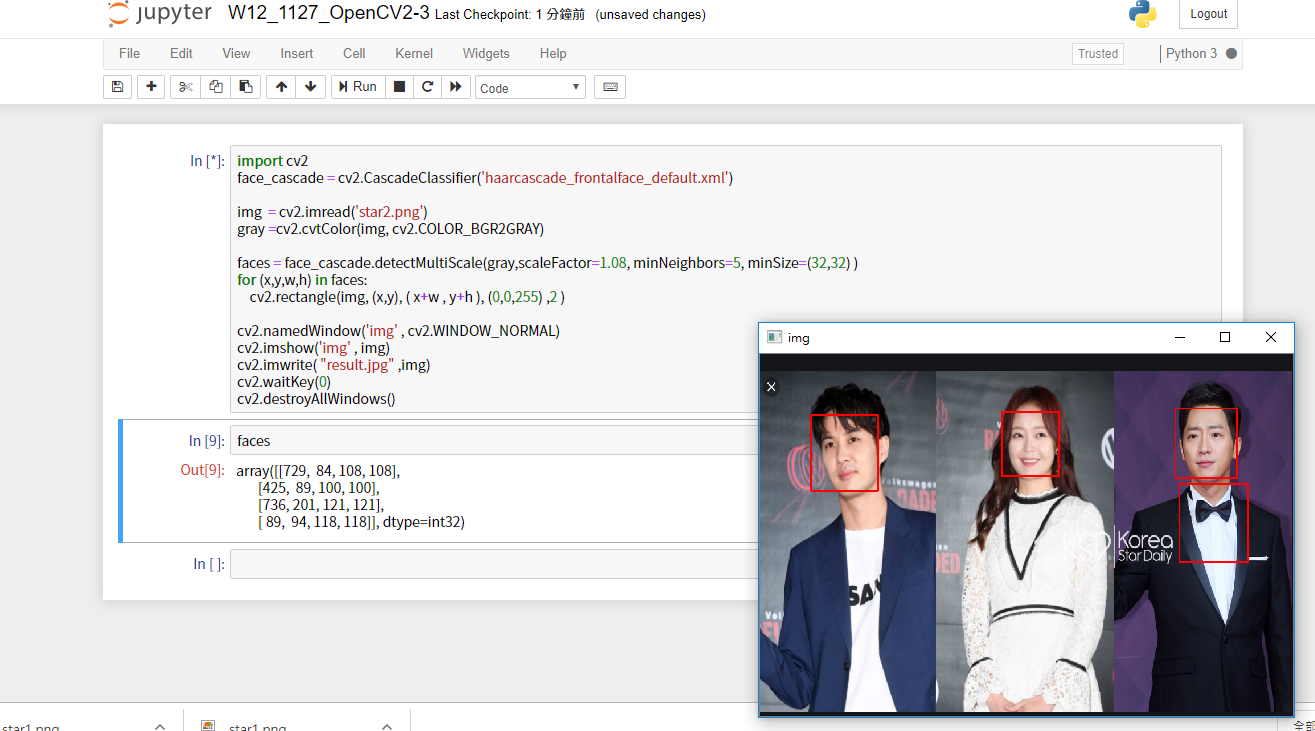 jupyter W12_1127_OpenCV2-3 Last Checkpoint: 1 分鐘前 (unsaved changes)
Logout
File Edit View Insert Cell Kernel Widgets Help
Trusted
Python 3
Run
Code
In [*]:
import cv2
face_cascade = cv2.CascadeClassifier('haarcascade_frontalface_default.xml')
img = cv2.imread('star2.png')
gray =cv2.cvtColor(img, cv2.COLOR_BGR2GRAY)
faces = face_cascade.detectMultiScale(gray,scaleFactor=1.08, minNeighbors=5, minSize=(32,32) )
for (x,y,w,h) in faces:
cv2.rectangle(img, (x,y), ( x+w , y+h ), (0,0,255) ,2 )
cv2.namedWindow('img' , cv2.WINDOW_NORMAL)
cv2.imshow('img' , img)
cv2.imwrite( "result.jpg" ,img)
cv2.waitKey(0)
cv2.destroyAllWindows()
In [9]:
faces
Out[9]:
array([[729, 84, 108, 108],
[425, 89, 100, 100],
[736, 201, 121, 121],
[ 89, 94, 118, 118]], dtype=int32)
In [ ]:
img
Volkswagen
Korea
StarDaily
star1.png
star1.png
全部